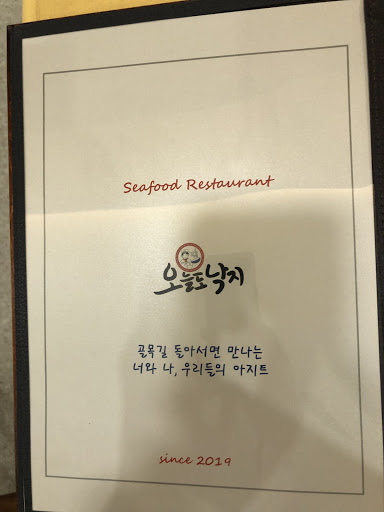 Seafood Restaurant
오늘도낙지
골목길 돌아서면 만나는
너와 나, 우리들의 아지트
since 2019